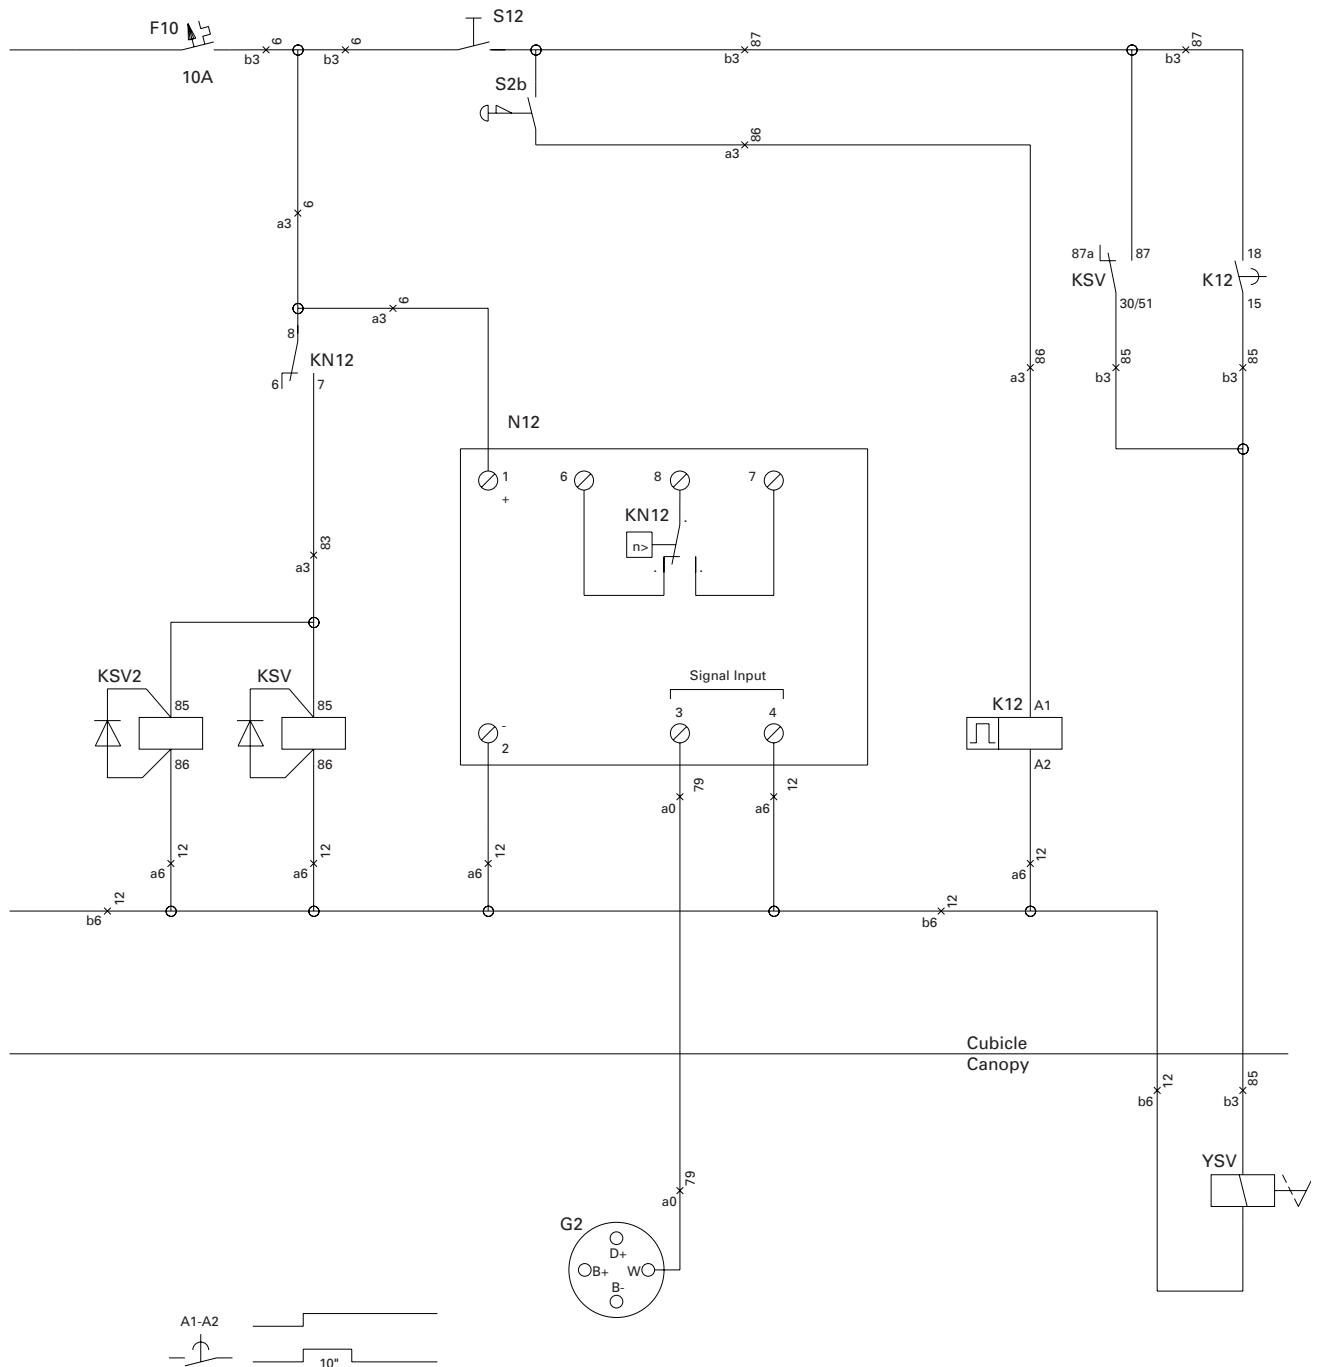 F10
S12
6
6
87
87
b3
b3
b3
b3
10A
S2b
86
a3
6
a3
87a
87
18
KSV
K12
30/51
15
6
a3
8
KN12
6
7
86
85
85
a3
b3
b3
N12
1
+
6
8
7
KN12
n>
83
a3
Signal Input
KSV2
KSV
85
85
3
4
K12
A1
-
2
86
86
A2
79
12
a0
a6
12
12
12
12
a6
a6
a6
a6
12
12
b6
b6
Cubicle
Canopy
12
85
b6
b3
YSV
79
a0
G2
D+
B+
W
B-
A1-A2
10"